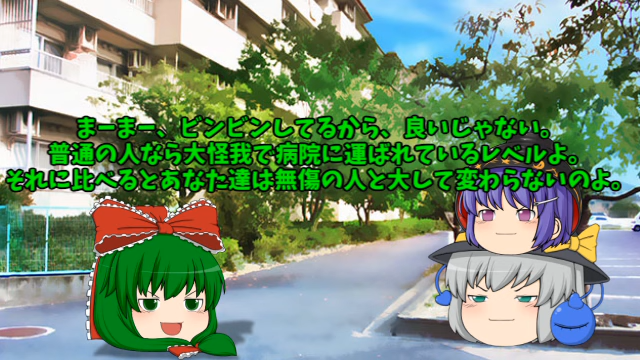 まーまー、ビンビンしてるから、良いじゃない。
普通の人なら大怪我で病院に運ばれているレベルよ。
それに比べるとあなた達は無傷の人と大して変わらないのよ。